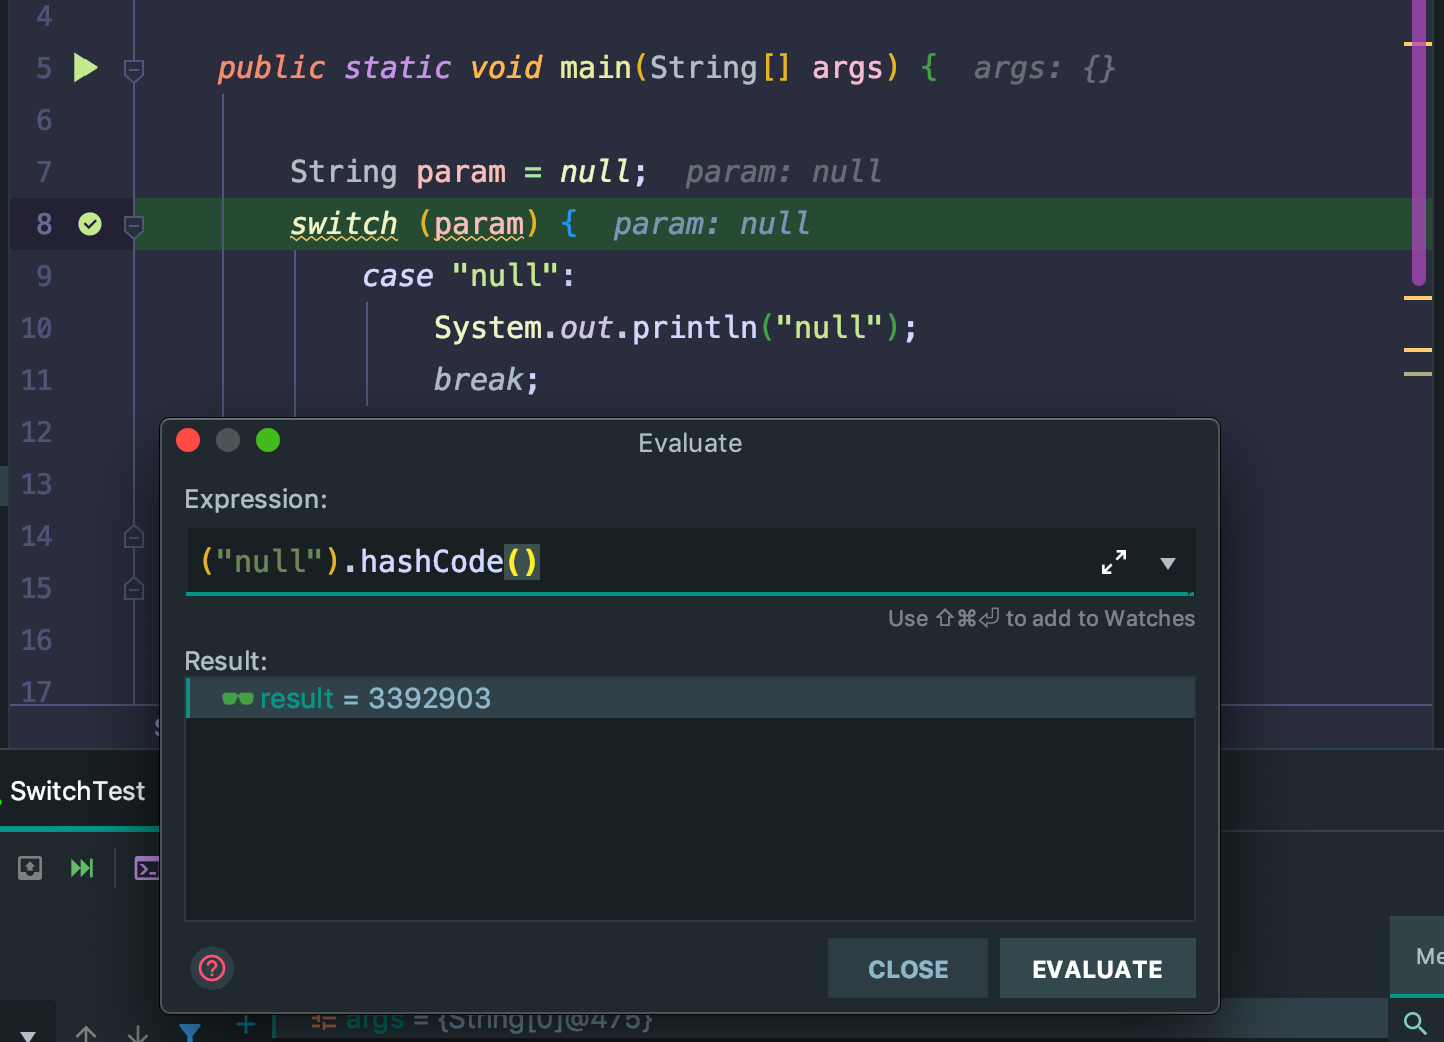 4
5 public static void main(String[] args) { args: {}
6
7 String param = null; param: null
8 switch (param) { param: null
9 case "null":
10 System.out.println("null");
11 break;
12
13
14
15
16
17
Evaluate
Expression:
("null").hashCode()
Use ⇧⌘⏎ to add to Watches
Result:
result = 3392903
SwitchTest
CLOSE EVALUATE
args = {String[0]@475}